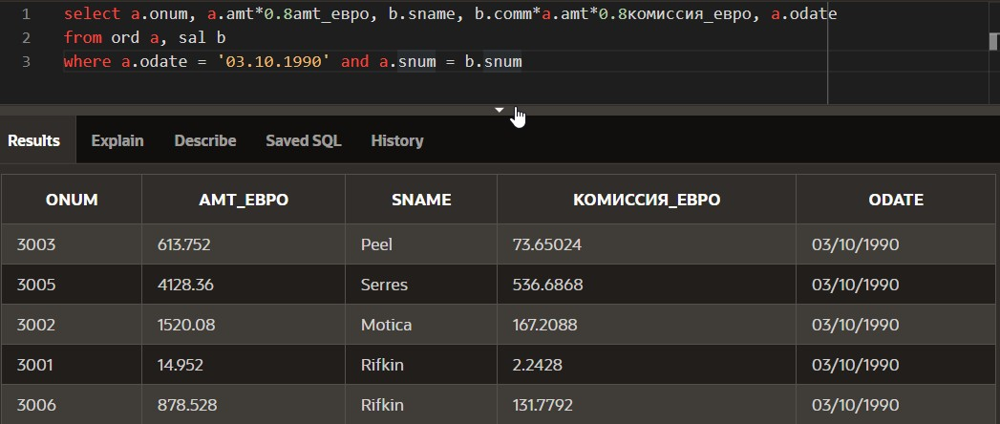 1 select a.onum, a.amt*0.8amt_евро, b.sname, b.comm*a.amt*0.8комиссия_евро, a.odate
2 from ord a, sal b
3 where a.odate = '03.10.1990' and a.snum = b.snum
Results Explain Describe Saved SQL History
ONUM AMT_ЕВРО SNAME КОМИССИЯ_ЕВРО ODATE
3003 613.752 Peel 73.65024 03/10/1990
3005 4128.36 Serres 536.6868 03/10/1990
3002 1520.08 Motica 167.2088 03/10/1990
3001 14.952 Rifkin 2.2428 03/10/1990
3006 878.528 Rifkin 131.7792 03/10/1990